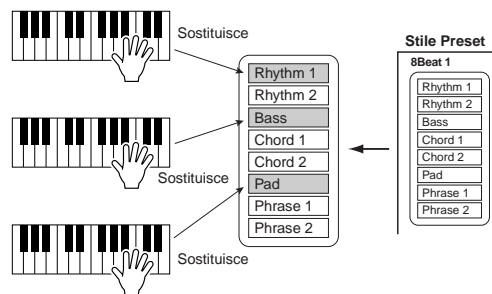 Sostituisce
Rhythm 1
Rhythm 2
Bass
Chord 1
Chord 2
Pad
Phrase 1
Phrase 2
Sostituisce
Sostituisce
Stile Preset
8Beat 1
Rhythm 1
Rhythm 2
Bass
Chord 1
Chord 2
Pad
Phrase 1
Phrase 2